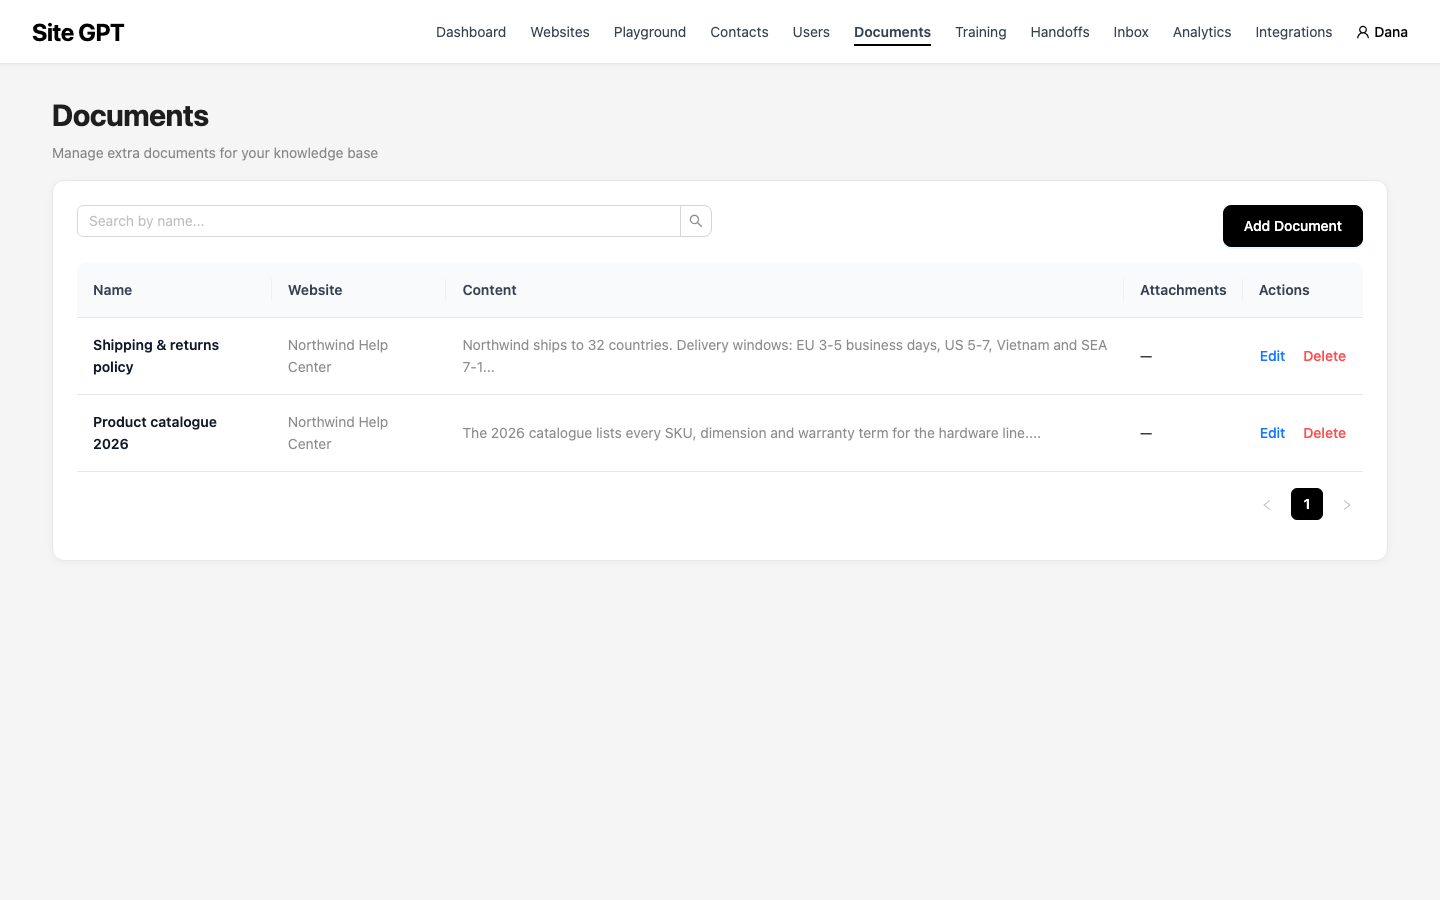 Site GPT
Dashboard
Websites
Playground
Contacts
Users
Documents
Training
Handoffs
Inbox
Analytics
Integrations
Dana
Documents
Manage extra documents for your knowledge base
Search by name...
Add Document
Name
Website
Content
Attachments
Actions
Shipping & returns
policy
Northwind Help
Center
Northwind ships to 32 countries. Delivery windows: EU 3-5 business days, US 5-7, Vietnam and SEA
7-1...
—
Edit
Delete
Product catalogue
2026
Northwind Help
Center
The 2026 catalogue lists every SKU, dimension and warranty term for the hardware line....
—
Edit
Delete
1